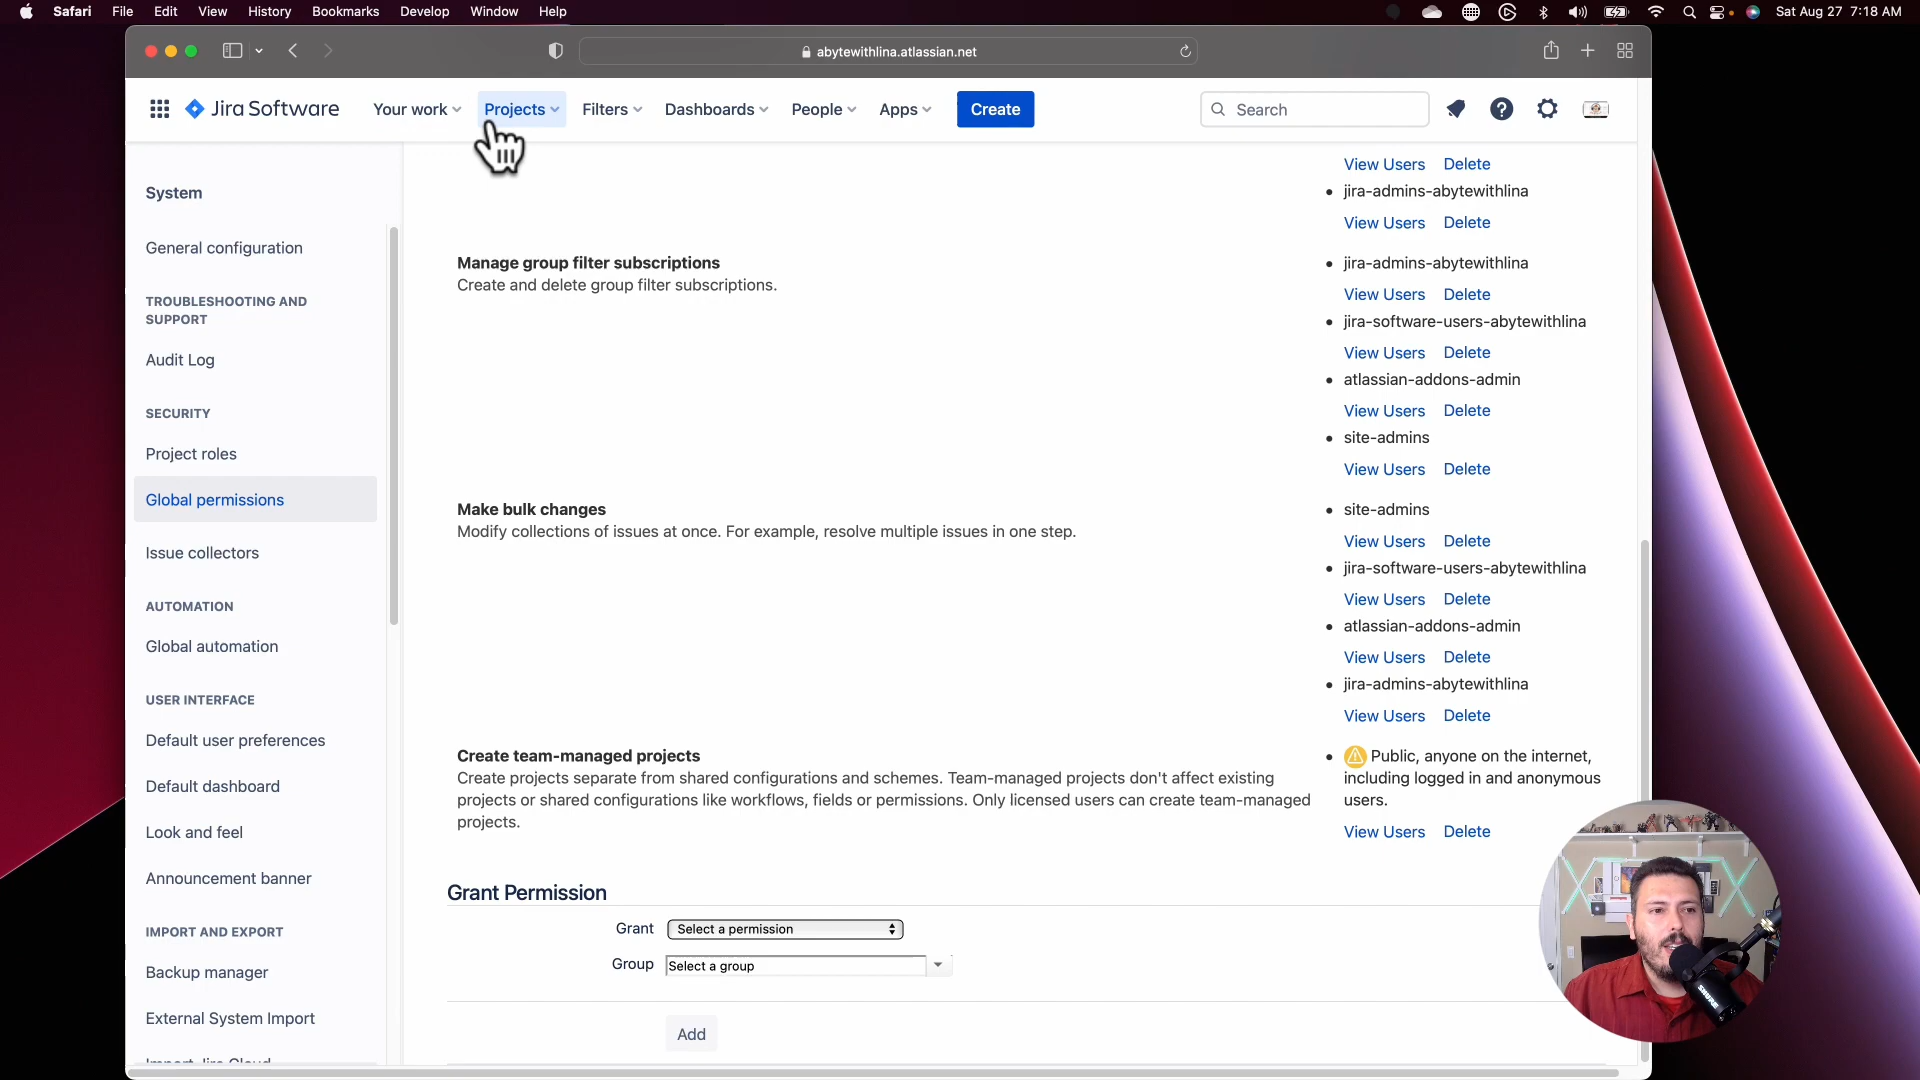 Safari File Edit View History Bookmarks Develop Window Help Sat Aug 27 7:18 AM
abytewithlina.atlassian.net
Jira Software Your work Projects Filters Dashboards People Apps Create Search
System
General configuration
TROUBLESHOOTING AND
SUPPORT
Audit Log
SECURITY
Project roles
Global permissions
Issue collectors
AUTOMATION
Global automation
USER INTERFACE
Default user preferences
Default dashboard
Look and feel
Announcement banner
IMPORT AND EXPORT
Backup manager
External System Import
Import Jira Cloud
View Users Delete
• jira-admins-abytewithlina
View Users Delete
Manage group filter subscriptions
Create and delete group filter subscriptions.
• jira-admins-abytewithlina
View Users Delete
• jira-software-users-abytewithlina
View Users Delete
• atlassian-addons-admin
View Users Delete
• site-admins
View Users Delete
Make bulk changes
Modify collections of issues at once. For example, resolve multiple issues in one step.
• site-admins
View Users Delete
• jira-software-users-abytewithlina
View Users Delete
• atlassian-addons-admin
View Users Delete
• jira-admins-abytewithlina
View Users Delete
Create team-managed projects
Create projects separate from shared configurations and schemes. Team-managed projects don't affect existing
projects or shared configurations like workflows, fields or permissions. Only licensed users can create team-managed
projects.
• Public, anyone on the internet,
including logged in and anonymous
users.
View Users Delete
Grant Permission
Grant Select a permission
Group Select a group
Add
SHURE